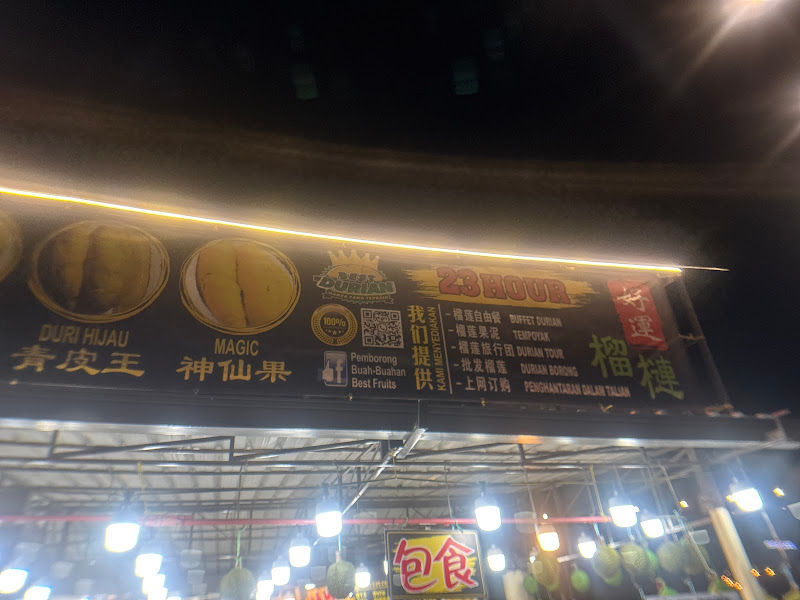 DURI HIJAU
青皮王
MAGIC
神仙果
BEST
DURIAN
100%
Pemborong
Buah-Buahan
Best Fruits
我们提供
KAMI MENYEDIAKAN
23 HOUR
- 榴莲自由餐 BUFFET DURIAN
- 榴莲果泥 TEMPOYAK
- 榴莲旅行团 DURIAN TOUR
- 批发榴莲 DURIAN BORONG
- 上网订购 PENGHANTARAN DALAM TALIAN
好運
榴槤
包食